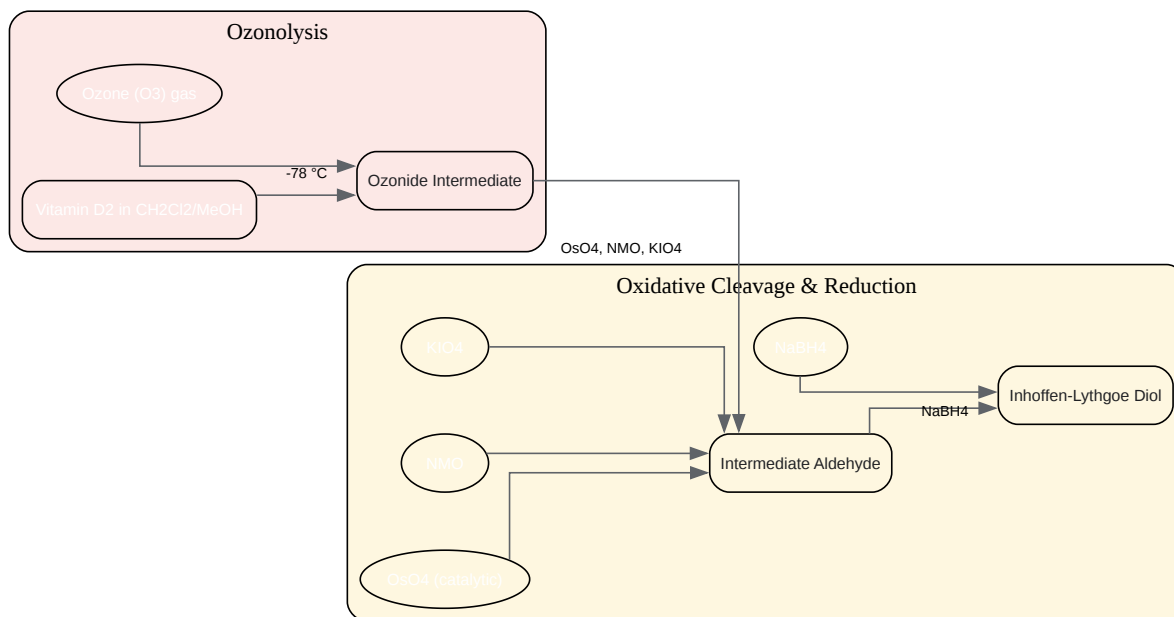 Ozonolysis
Ozone (O3) gas
-78 °C
Ozonide Intermediate
Vitamin D2 in CH2Cl2/MeOH
OsO4, NMO, KIO4
Oxidative Cleavage & Reduction
KIO4
NaBH4
Inhoffen-Lythgoe Diol
NaBH4
NMO
Intermediate Aldehyde
OsO4 (catalytic)